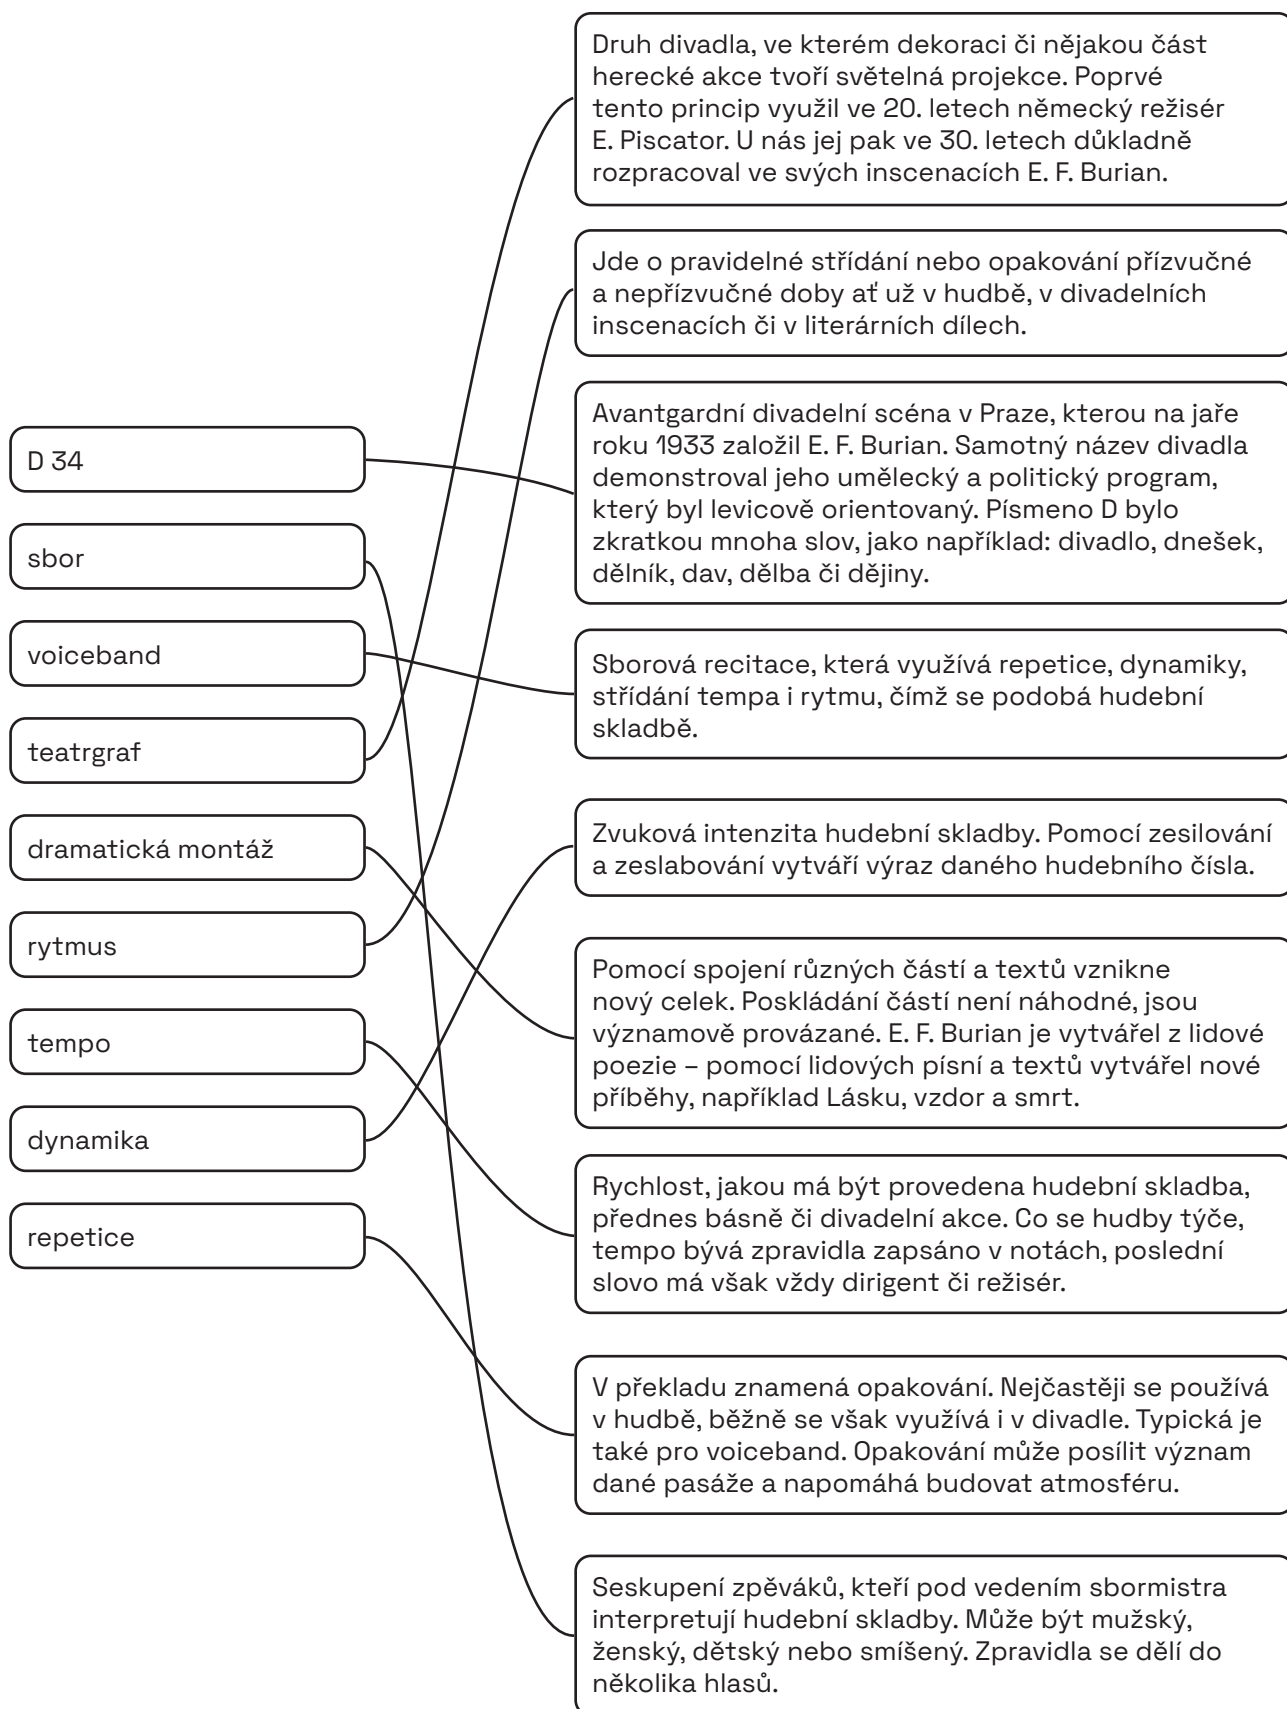 D 34
sbor
voiceband
teatrgraf
dramatická montáž
rytmus
tempo
dynamika
repetice
Druh divadla, ve kterém dekoraci či nějakou část
herecké akce tvoří světelná projekce. Poprvé
tento princip využil ve 20. letech německý režisér
E. Piscator. U nás jej pak ve 30. letech důkladně
rozpracoval ve svých inscenacích E. F. Burian.
Jde o pravidelné střídání nebo opakování přízvučné
a nepřízvučné doby ať už v hudbě, v divadelních
inscenacích či v literárních dílech.
Avantgardní divadelní scéna v Praze, kterou na jaře
roku 1933 založil E. F. Burian. Samotný název divadla
demonstroval jeho umělecký a politický program,
který byl levicově orientovaný. Písmeno D bylo
zkratkou mnoha slov, jako například: divadlo, dnešek,
dělník, dav, dělba či dějiny.
Sborová recitace, která využívá repetice, dynamiky,
střídání tempa i rytmu, čímž se podobá hudební
skladbě.
Zvuková intenzita hudební skladby. Pomocí zesilování
a zeslabování vytváří výraz daného hudebního čísla.
Pomocí spojení různých částí a textů vznikne
nový celek. Poskládání částí není náhodné, jsou
významově provázané. E. F. Burian je vytvářel z lidové
poezie – pomocí lidových písní a textů vytvářel nové
příběhy, například Lásku, vzdor a smrt.
Rychlost, jakou má být provedena hudební skladba,
přednes básně či divadelní akce. Co se hudby týče,
tempo bývá zpravidla zapsáno v notách, poslední
slovo má však vždy dirigent či režisér.
V překladu znamená opakování. Nejčastěji se používá
v hudbě, běžně se však využívá i v divadle. Typická je
také pro voiceband. Opakování může posílit význam
dané pasáže a napomáhá budovat atmosféru.
Seskupení zpěváků, kteří pod vedením sbormistra
interpretují hudební skladby. Může být mužský,
ženský, dětský nebo smíšený. Zpravidla se dělí do
několika hlasů.